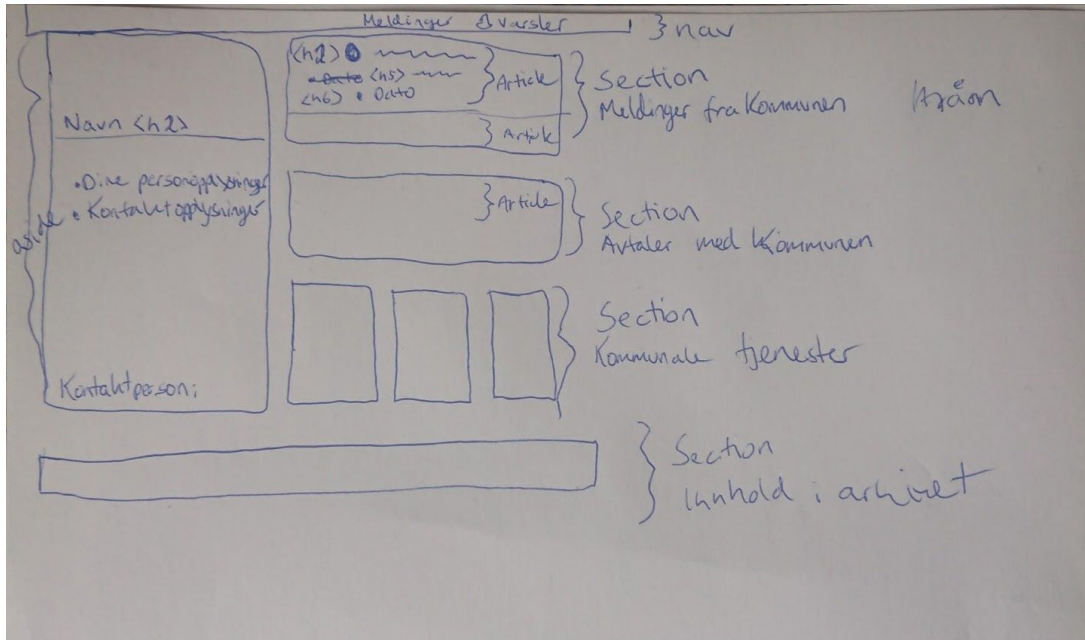 Meldinger & varsler
nav
<h2>
Date <h5>
<h6> • Dato
Article
Article
Section
Meldinger fra Kommunen
Navn <h2>
• Dine personopplysninger
• Kontaktopplysninger
aside
Kontaktperson:
Article
Section
Avtaler med Kommunen
Section
Kommunale tjenester
Section
Innhold i arkivet